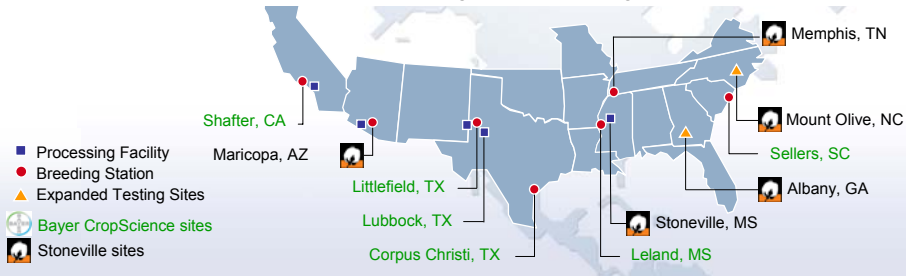 Memphis, TN
Shafter, CA
Mount Olive, NC
Maricopa, AZ
Sellers, SC
Processing Facility
Breeding Station
Littlefield, TX
Albany, GA
Expanded Testing Sites
Lubbock, TX
Stoneville, MS
Bayer CropScience sites
Stoneville sites
Corpus Christi, TX
Leland, MS